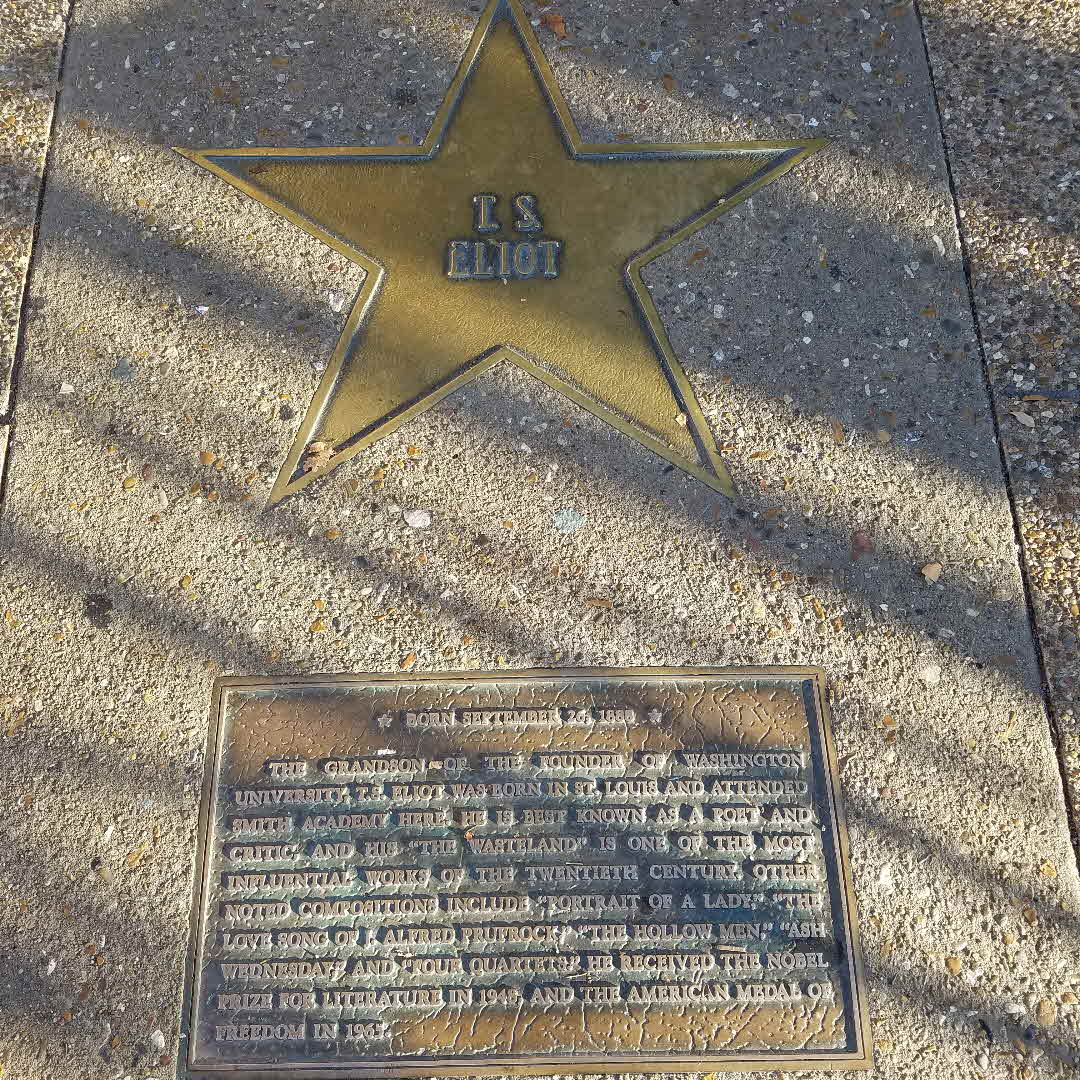 T. S.
ELIOT
★ BORN SEPTEMBER 26, 1888 ★
THE GRANDSON OF THE FOUNDER OF WASHINGTON
UNIVERSITY, T.S. ELIOT WAS BORN IN ST. LOUIS AND ATTENDED
SMITH ACADEMY HERE. HE IS BEST KNOWN AS A POET AND
CRITIC, AND HIS "THE WASTELAND" IS ONE OF THE MOST
INFLUENTIAL WORKS OF THE TWENTIETH CENTURY. OTHER
NOTED COMPOSITIONS INCLUDE "PORTRAIT OF A LADY," "THE
LOVE SONG OF J. ALFRED PRUFROCK," "THE HOLLOW MEN," "ASH
WEDNESDAY," AND "FOUR QUARTETS." HE RECEIVED THE NOBEL
PRIZE FOR LITERATURE IN 1948, AND THE AMERICAN MEDAL OF
FREEDOM IN